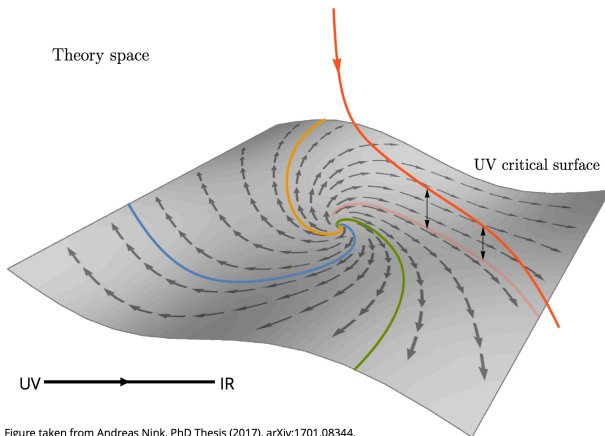 Theory space
UV critical surface
UV IR
Figure taken from Andreas Nink, PhD Thesis (2017), arXiv:1701.08344.